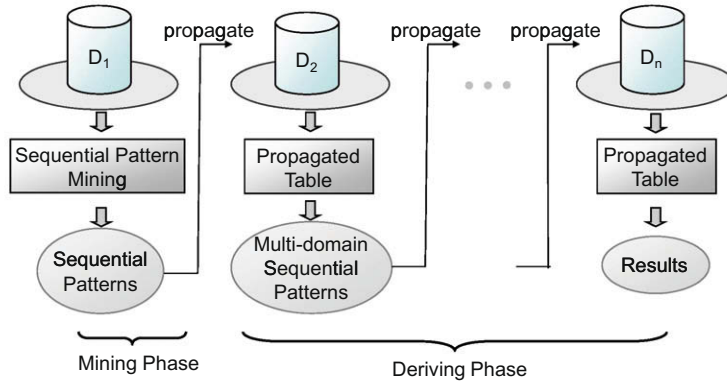 propagate
propagate
propagate
D1
D2
Dn
Sequential Pattern
Mining
Propagated
Table
Propagated
Table
Sequential
Patterns
Multi-domain
Sequential
Patterns
Results
Mining Phase
Deriving Phase